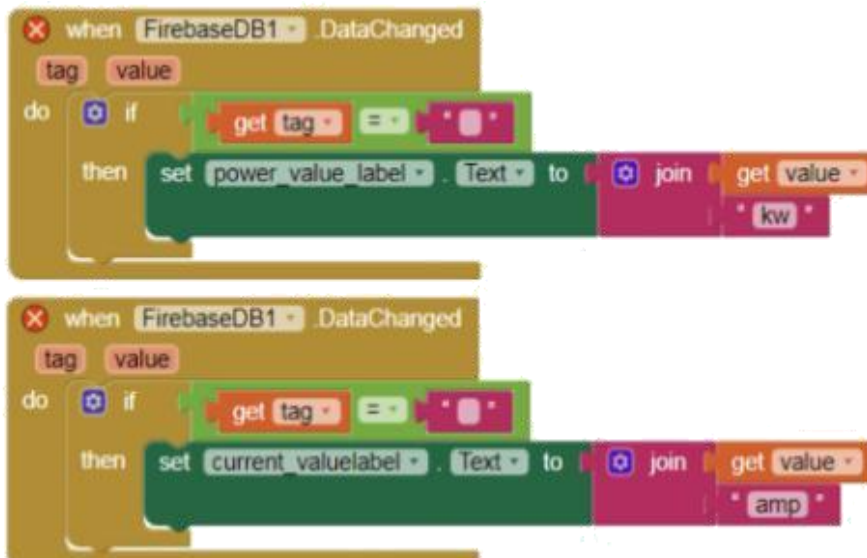 when FirebaseDB1 .DataChanged
tag value
do if get tag = " "
then set power_value_label . Text to join get value
" kw "
when FirebaseDB1 .DataChanged
tag value
do if get tag = " "
then set current_valuelabel . Text to join get value
" amp "